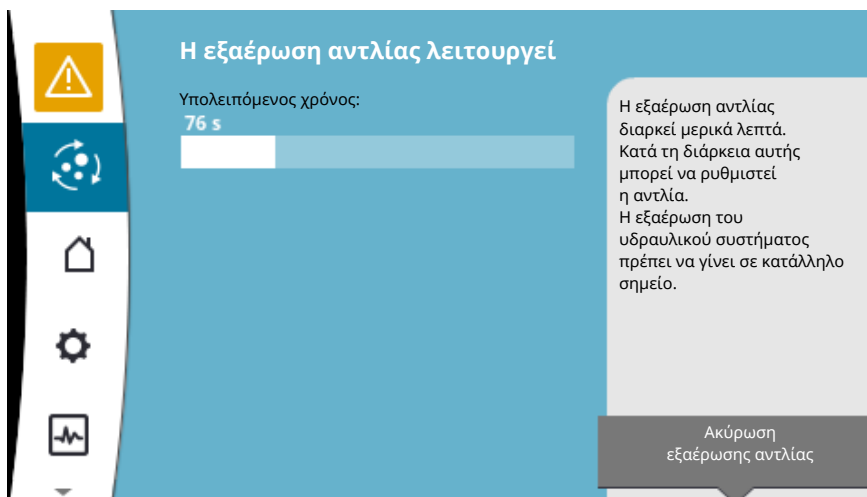 Η εξαέρωση αντλίας λειτουργεί
Υπολειπόμενος χρόνος:
76 s
Η εξαέρωση αντλίας
διαρκεί μερικά λεπτά.
Κατά τη διάρκεια αυτής
μπορεί να ρυθμιστεί
η αντλία.
Η εξαέρωση του
υδραυλικού συστήματος
πρέπει να γίνει σε κατάλληλο
σημείο.
Ακύρωση
εξαέρωσης αντλίας